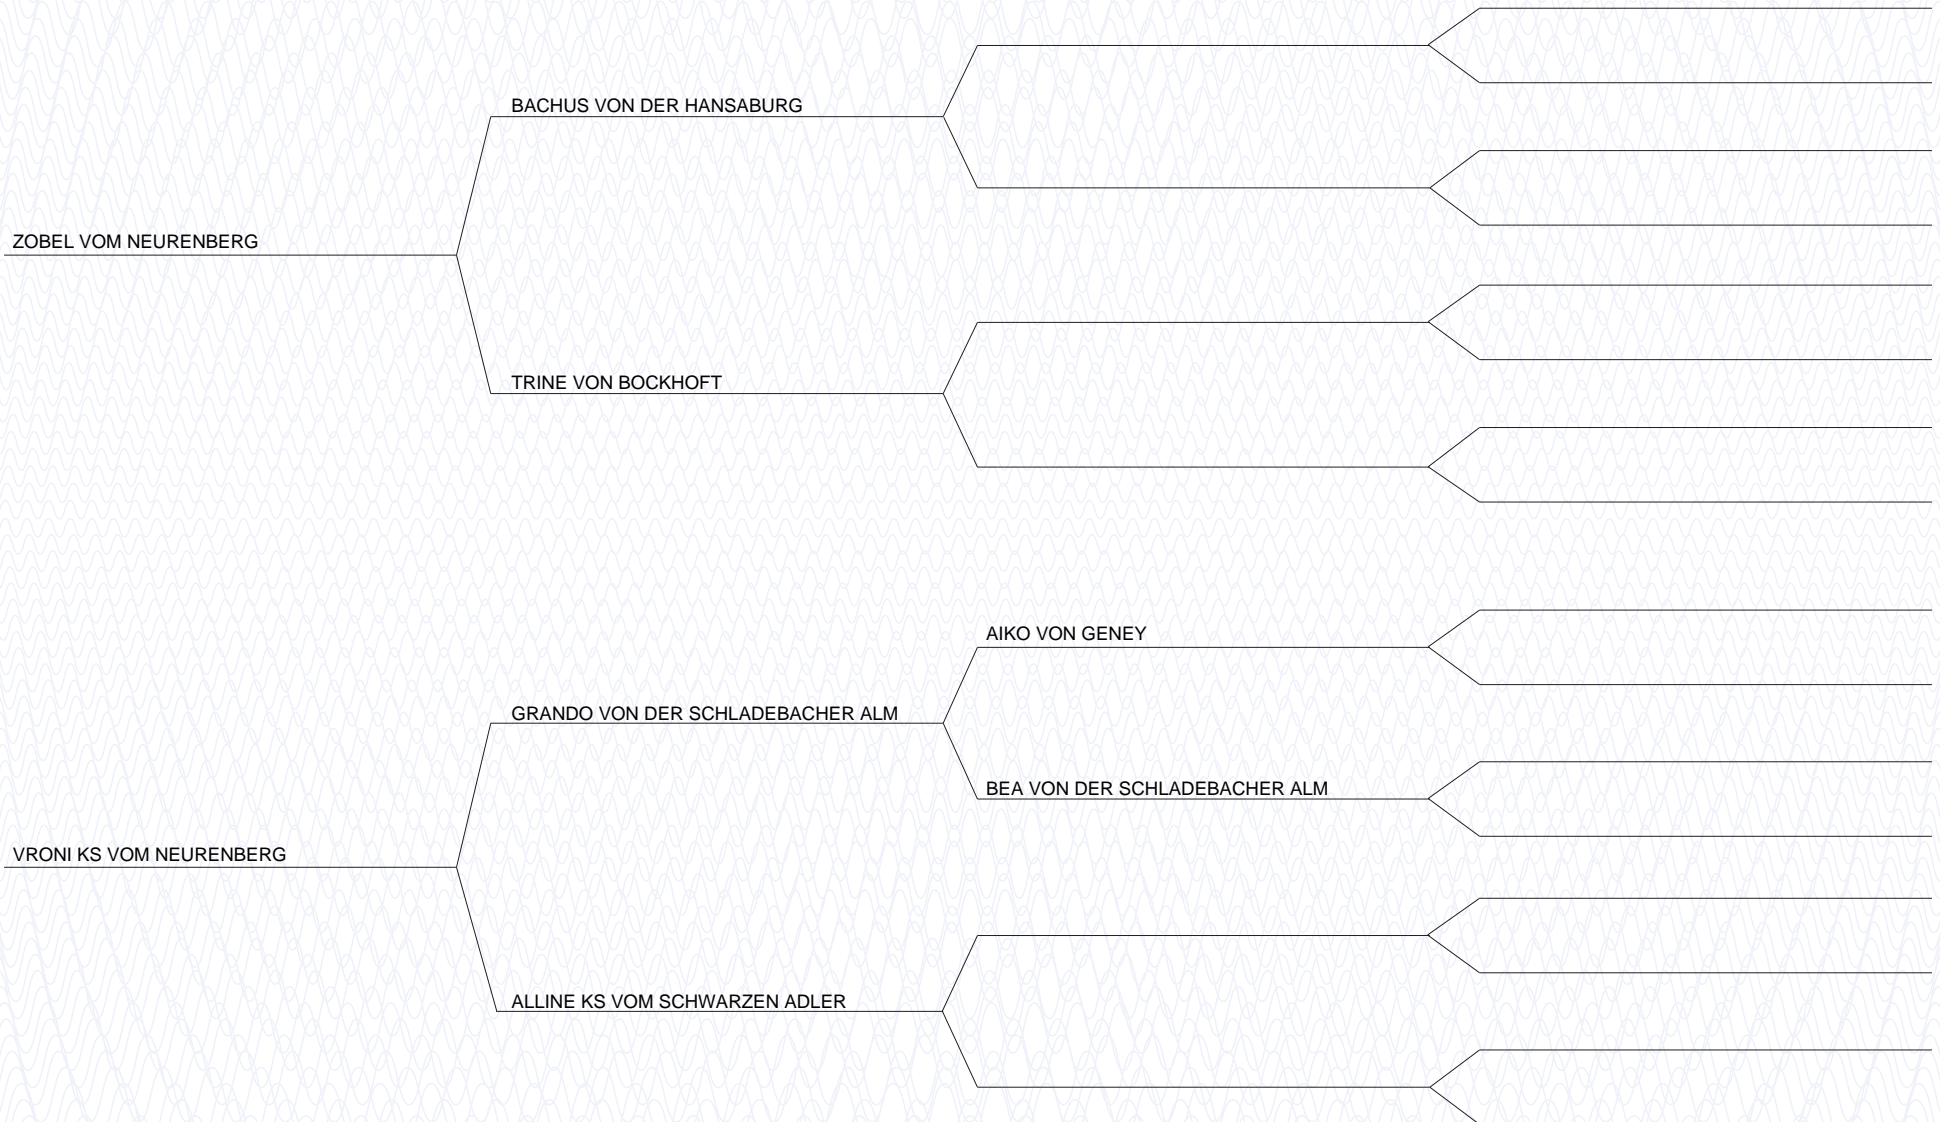 BACHUS VON DER HANSABURG
ZOBEL VOM NEURENBERG
TRINE VON BOCKHOFT
AIKO VON GENEY
GRANDO VON DER SCHLADEBACHER ALM
BEA VON DER SCHLADEBACHER ALM
VRONI KS VOM NEURENBERG
ALLINE KS VOM SCHWARZEN ADLER